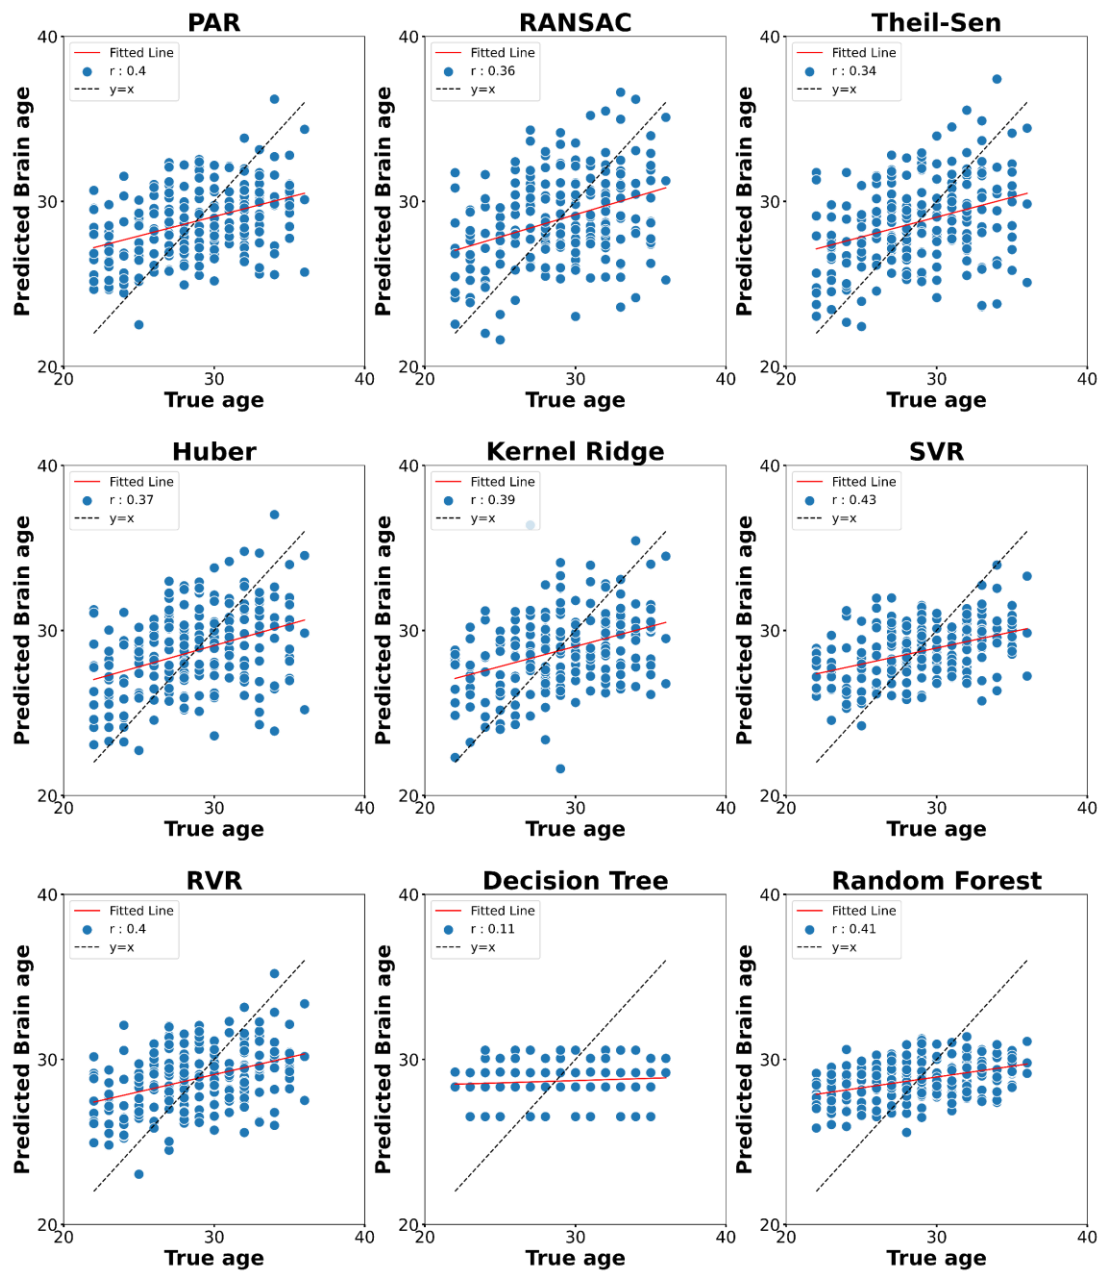 PAR
RANSAC
Theil-Sen
Fitted Line
r : 0.4
y=x
Fitted Line
r : 0.36
y=x
Fitted Line
r : 0.34
y=x
40
30
20
20
30
40
Predicted Brain age
True age
40
30
20
20
30
40
Predicted Brain age
True age
40
30
20
20
30
40
Predicted Brain age
True age
Huber
Kernel Ridge
SVR
Fitted Line
r : 0.37
y=x
Fitted Line
r : 0.39
y=x
Fitted Line
r : 0.43
y=x
40
30
20
20
30
40
Predicted Brain age
True age
40
30
20
20
30
40
Predicted Brain age
True age
40
30
20
20
30
40
Predicted Brain age
True age
RVR
Decision Tree
Random Forest
Fitted Line
r : 0.4
y=x
Fitted Line
r : 0.11
y=x
Fitted Line
r : 0.41
y=x
40
30
20
20
30
40
Predicted Brain age
True age
40
30
20
20
30
40
Predicted Brain age
True age
40
30
20
20
30
40
Predicted Brain age
True age